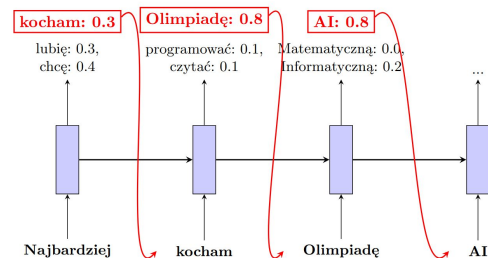 kocham: 0.3
Olimpiadę: 0.8
AI: 0.8
lubię: 0.3,
chcę: 0.4
programować: 0.1,
czytać: 0.1
Matematyczną: 0.0,
Informatyczną: 0.2
...
Najbardziej
kocham
Olimpiadę
AI